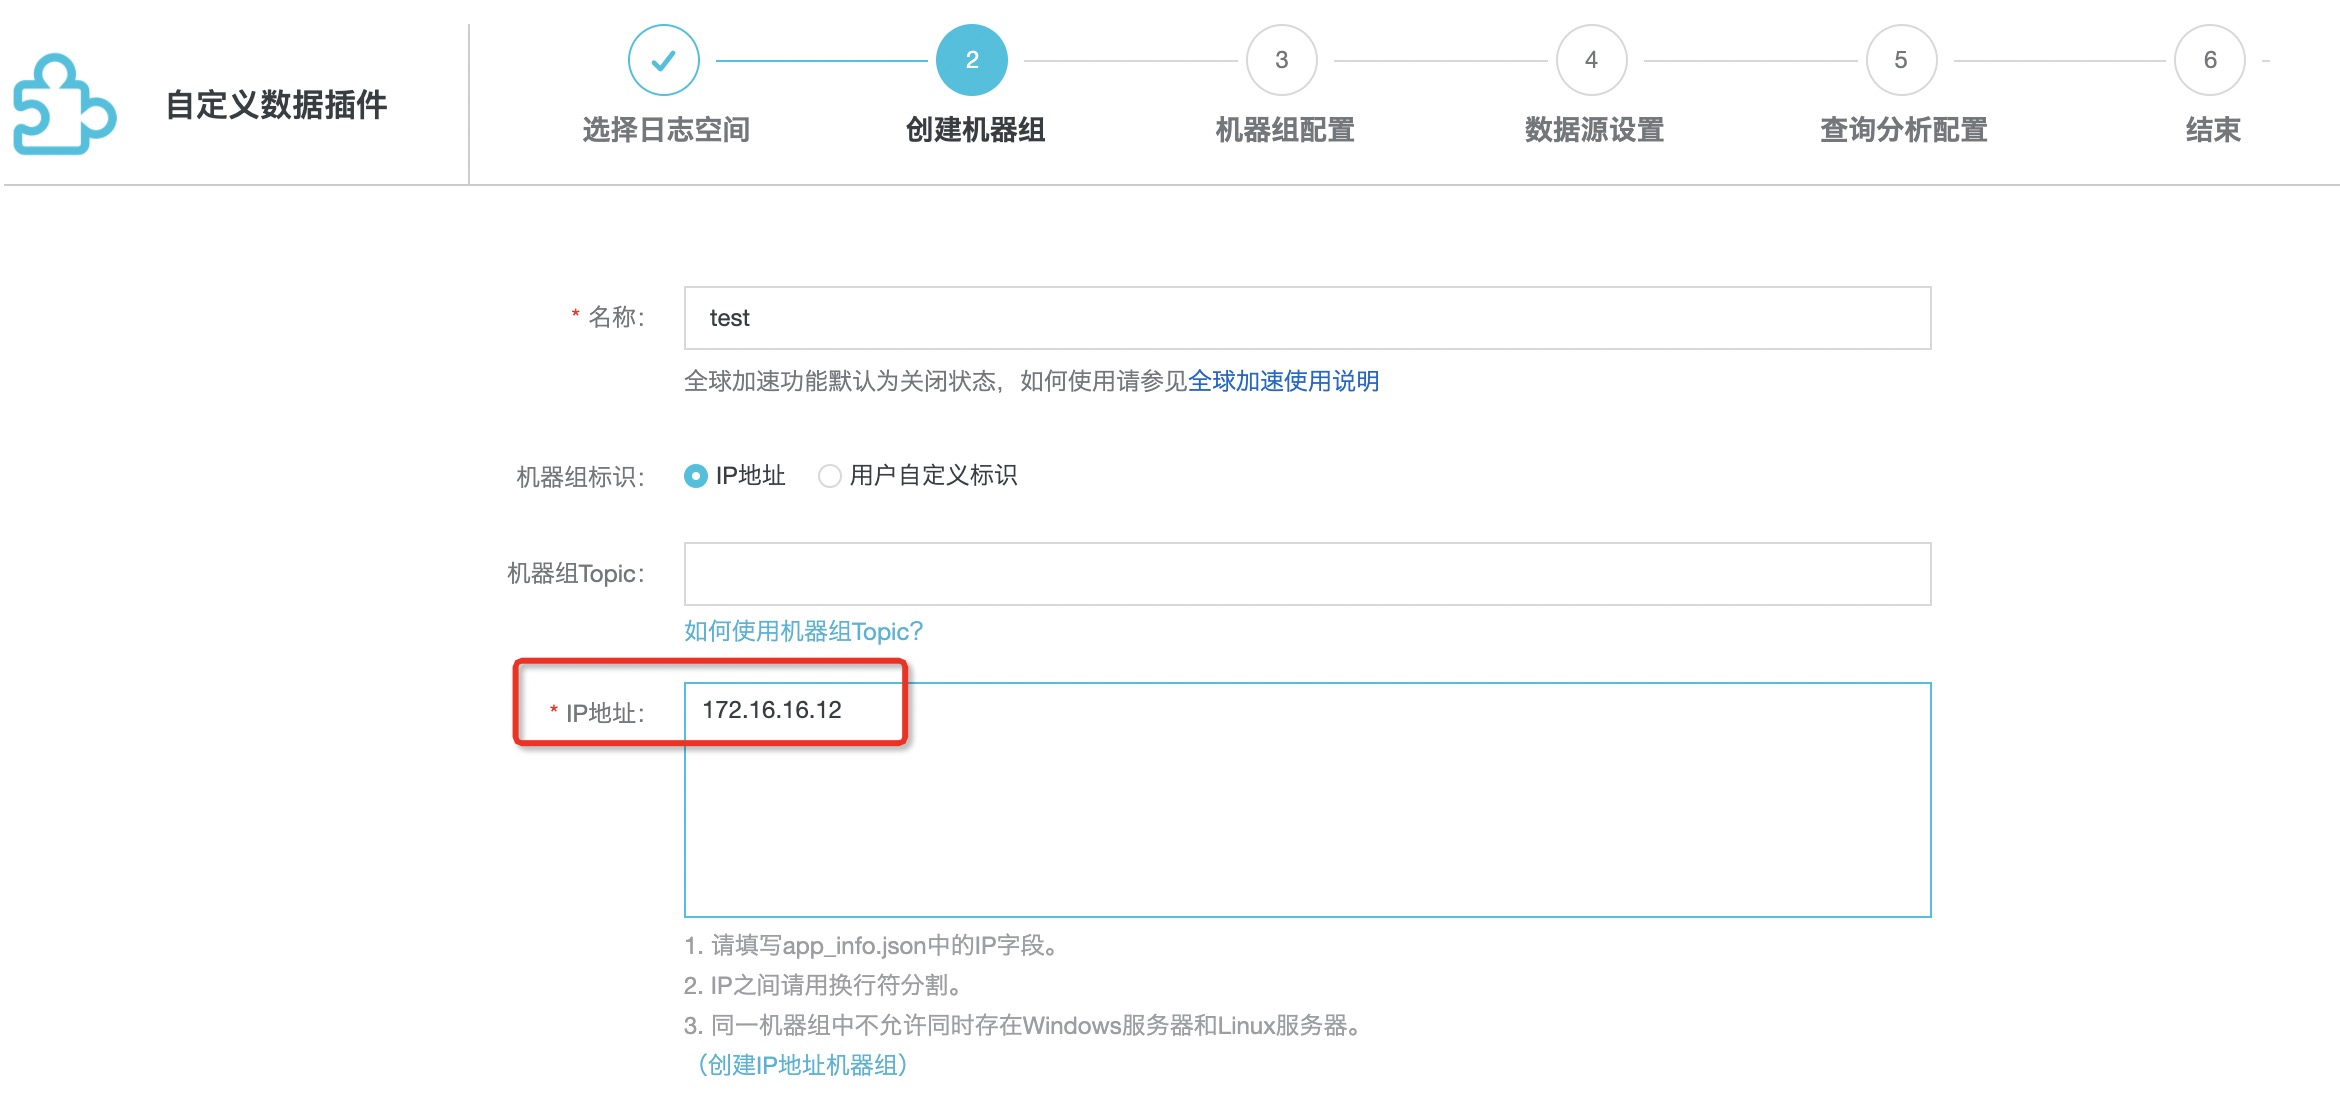 自定义数据插件
2
3
4
5
6
选择日志空间
创建机器组
机器组配置
数据源设置
查询分析配置
结束
* 名称：
test
全球加速功能默认为关闭状态，如何使用请参见全球加速使用说明
机器组标识：
IP地址
用户自定义标识
机器组Topic：
如何使用机器组Topic？
* IP地址：
172.16.16.12
1. 请填写app_info.json中的IP字段。
2. IP之间请用换行符分割。
3. 同一机器组中不允许同时存在Windows服务器和Linux服务器。
（创建IP地址机器组）